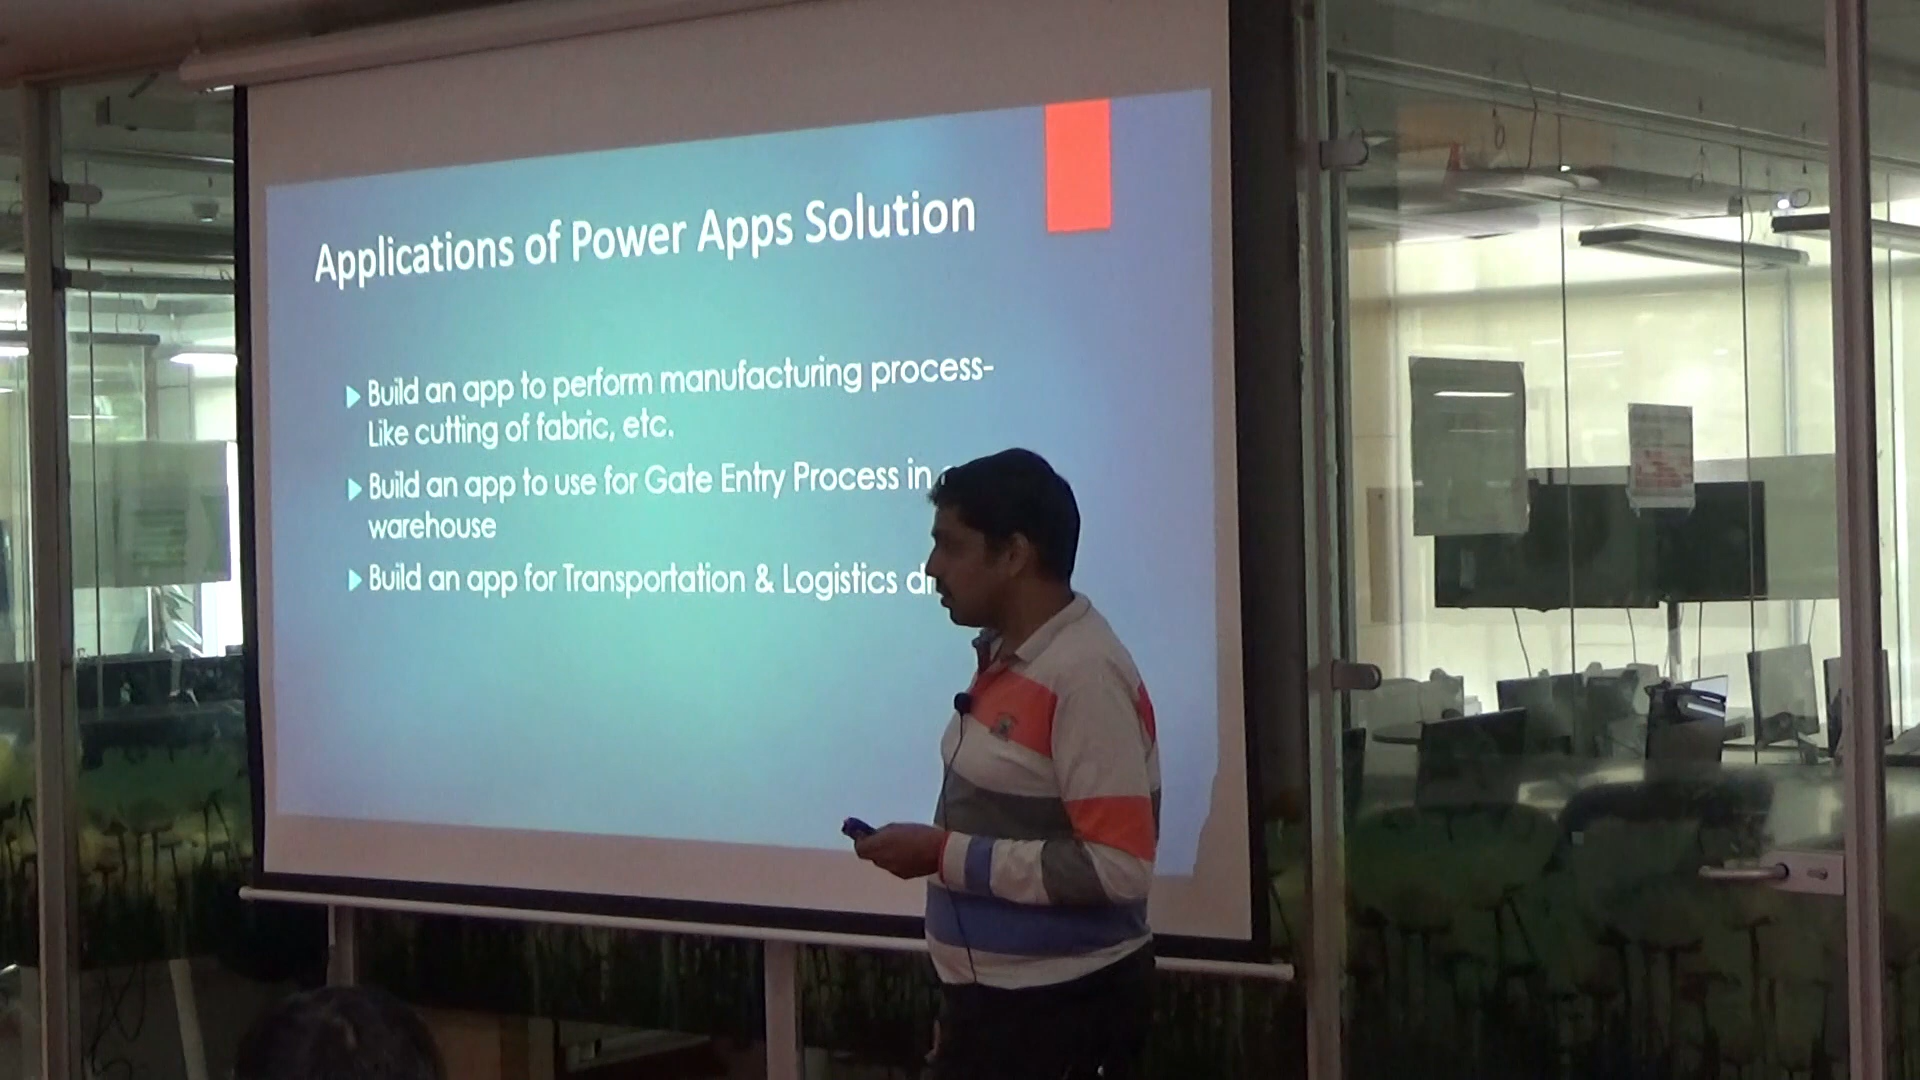 Applications of Power Apps Solution
Build an app to perform manufacturing process-
Like cutting of fabric, etc.
Build an app to use for Gate Entry Process in
warehouse
Build an app for Transportation & Logistics